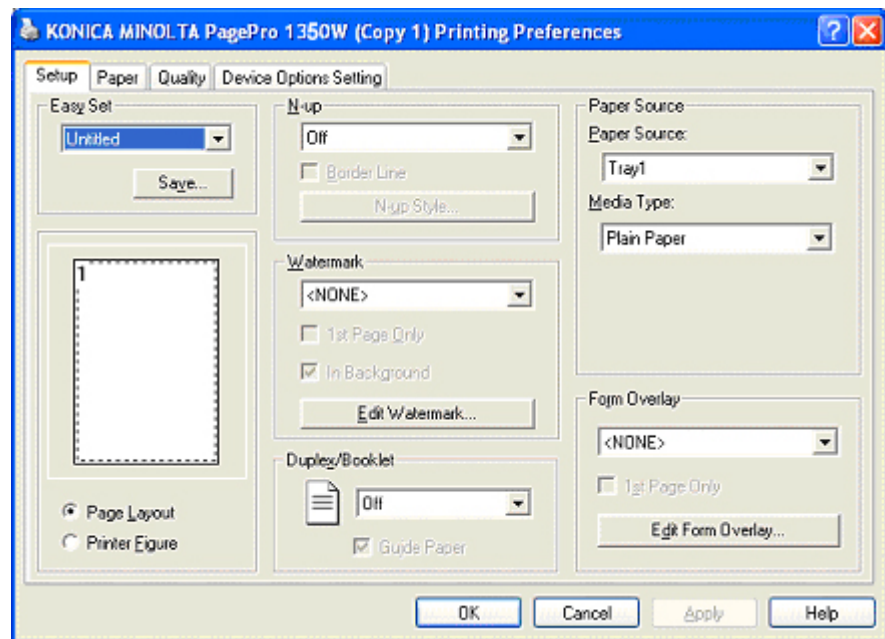 KONICA MINOLTA PagePro 1350W (Copy 1) Printing Preferences
Setup
Paper
Quality
Device Options Setting
Easy Set
Untitled
Save...
1
Page Layout
Printer Figure
N-up
Off
Border Line
N-up Style...
Watermark
<NONE>
1st Page Only
In Background
Edit Watermark...
Duplex/Booklet
Off
Guide Paper
Paper Source
Paper Source:
Tray1
Media Type:
Plain Paper
Form Overlay
<NONE>
1st Page Only
Edit Form Overlay...
OK
Cancel
Apply
Help